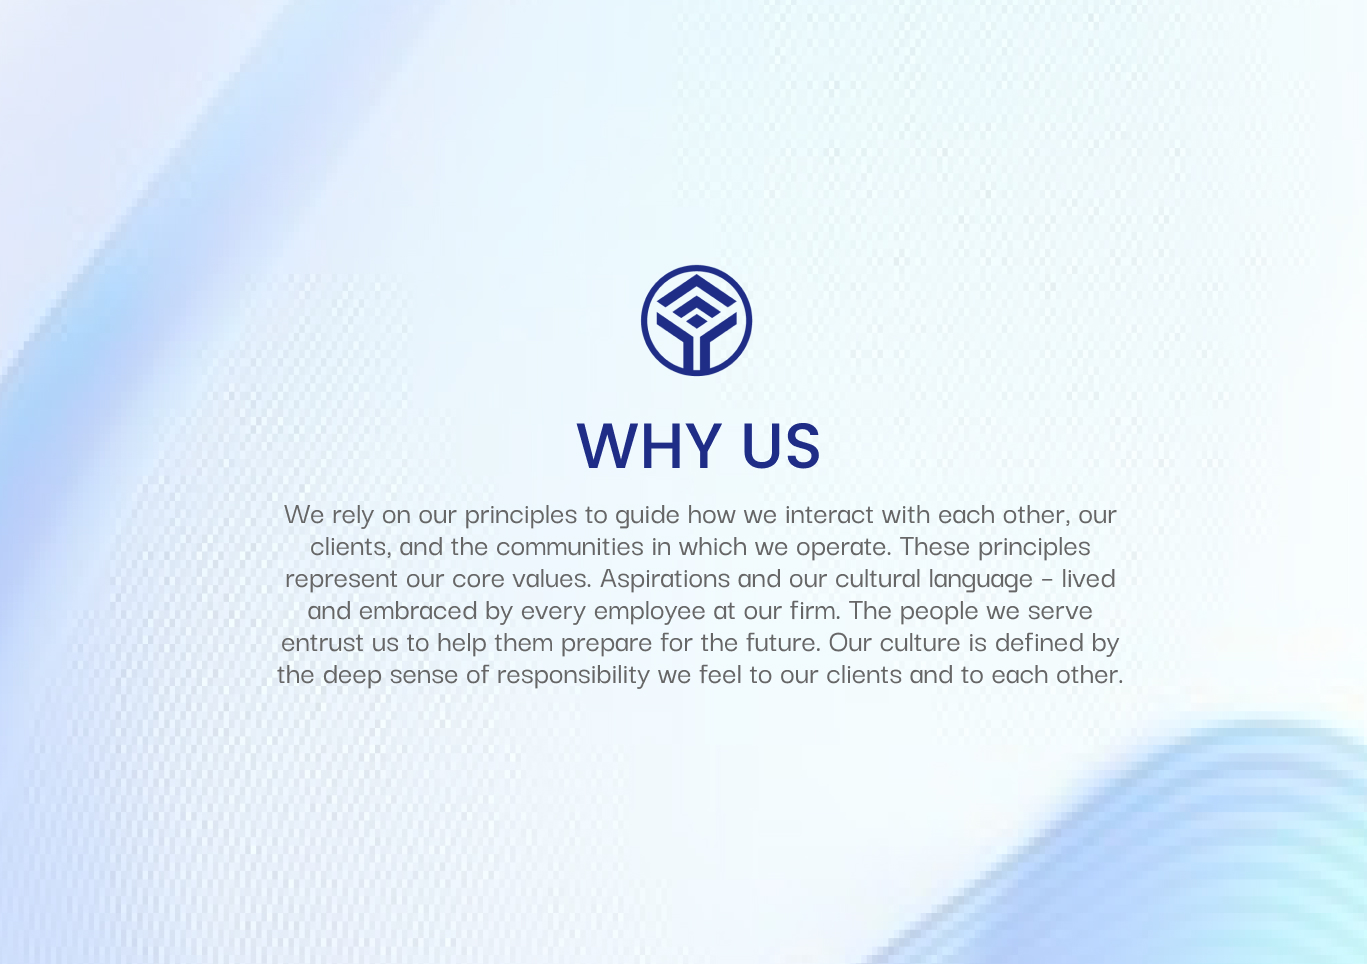 WHY US
We rely on our principles to guide how we interact with each other, our
clients, and the communities in which we operate. These principles
represent our core values. Aspirations and our cultural language – lived
and embraced by every employee at our firm. The people we serve
entrust us to help them prepare for the future. Our culture is defined by
the deep sense of responsibility we feel to our clients and to each other.